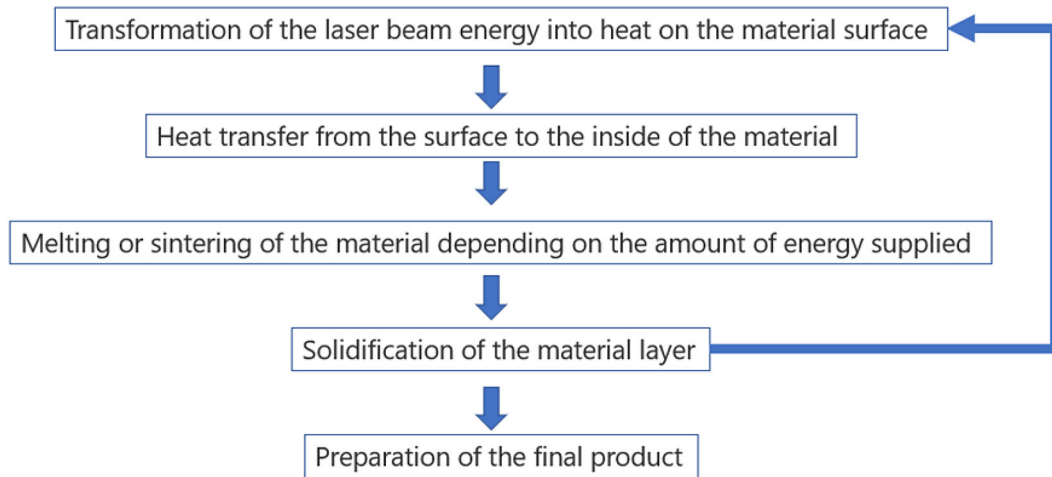 Transformation of the laser beam energy into heat on the material surface
Heat transfer from the surface to the inside of the material
Melting or sintering of the material depending on the amount of energy supplied
Solidification of the material layer
Preparation of the final product